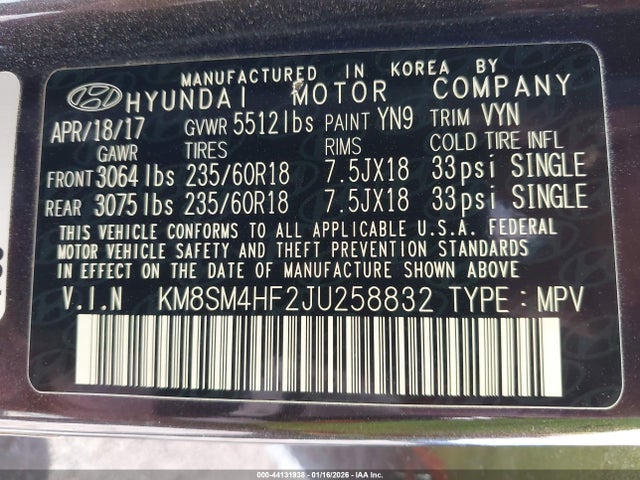 MANUFACTURED IN KOREA BY
HYUNDAI MOTOR COMPANY
APR/18/17 GVWR 5512lbs PAINT YN9 TRIM VYN
GAWR TIRES RIMS COLD TIRE INFL
FRONT 3064lbs 235/60R18 7.5JX18 33psi SINGLE
REAR 3075lbs 235/60R18 7.5JX18 33psi SINGLE
THIS VEHICLE CONFORMS TO ALL APPLICABLE U.S.A. FEDERAL
MOTOR VEHICLE SAFETY AND THEFT PREVENTION STANDARDS
IN EFFECT ON THE DATE OF MANUFACTURE SHOWN ABOVE
V.I.N KM8SM4HF2JU258832 TYPE : MPV
000-44131938 - 01/16/2026 - IAA Canada